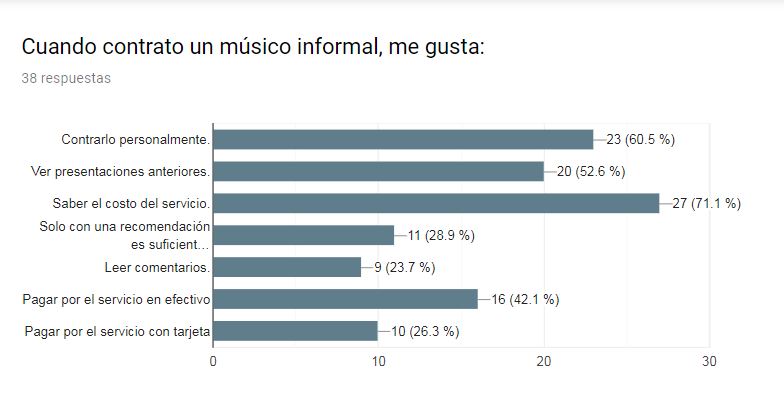 Cuando contrato un músico informal, me gusta:
38 respuestas
Contrarlo personalmente.
23 (60.5 %)
Ver presentaciones anteriores.
20 (52.6 %)
Saber el costo del servicio.
27 (71.1 %)
Solo con una recomendación
es suficient...
11 (28.9 %)
Leer comentarios.
9 (23.7 %)
Pagar por el servicio en efectivo
16 (42.1 %)
Pagar por el servicio con tarjeta
10 (26.3 %)
0
10
20
30